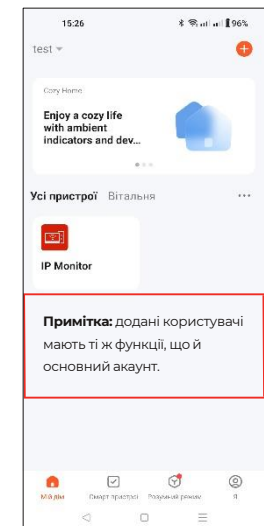 15:26
96%
test
Cozy Home
Enjoy a cozy life
with ambient
indicators and dev...
Усі пристрої Вітальня
IP Monitor
Примітка: додані користувачі
мають ті ж функції, що й
основний акаунт.
Мій дім Смарт пристрої Розумний режим Я